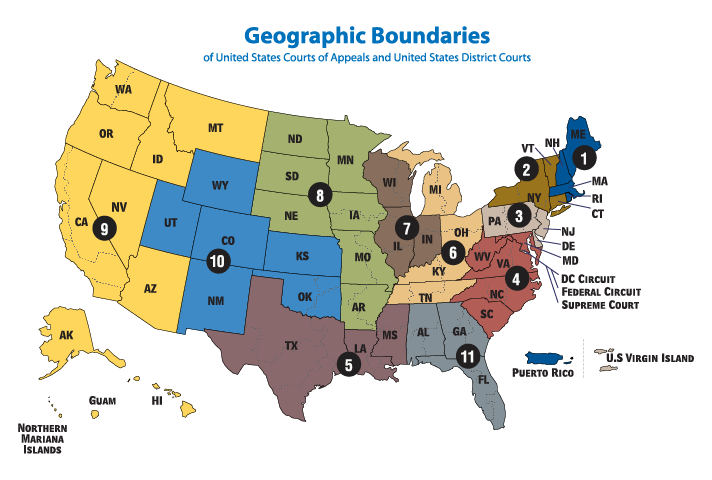 Geographic Boundaries
of United States Courts of Appeals and United States District Courts
WA
OR
MT
ID
ND
MN
SD
WI
MI
ME
VT
NH
1
2
MA
RI
CT
NY
WY
NV
UT
CA
9
NE
8
IA
7
IL
IN
OH
6
PA
3
NJ
DE
MD
DC Circuit
Federal Circuit
Supreme Court
CO
10
KS
MO
KY
WV
VA
4
NC
SC
AZ
NM
OK
AR
TN
TX
5
LA
MS
AL
GA
11
FL
AK
HI
Guam
Northern
Mariana
Islands
Puerto Rico
U.S Virgin Island